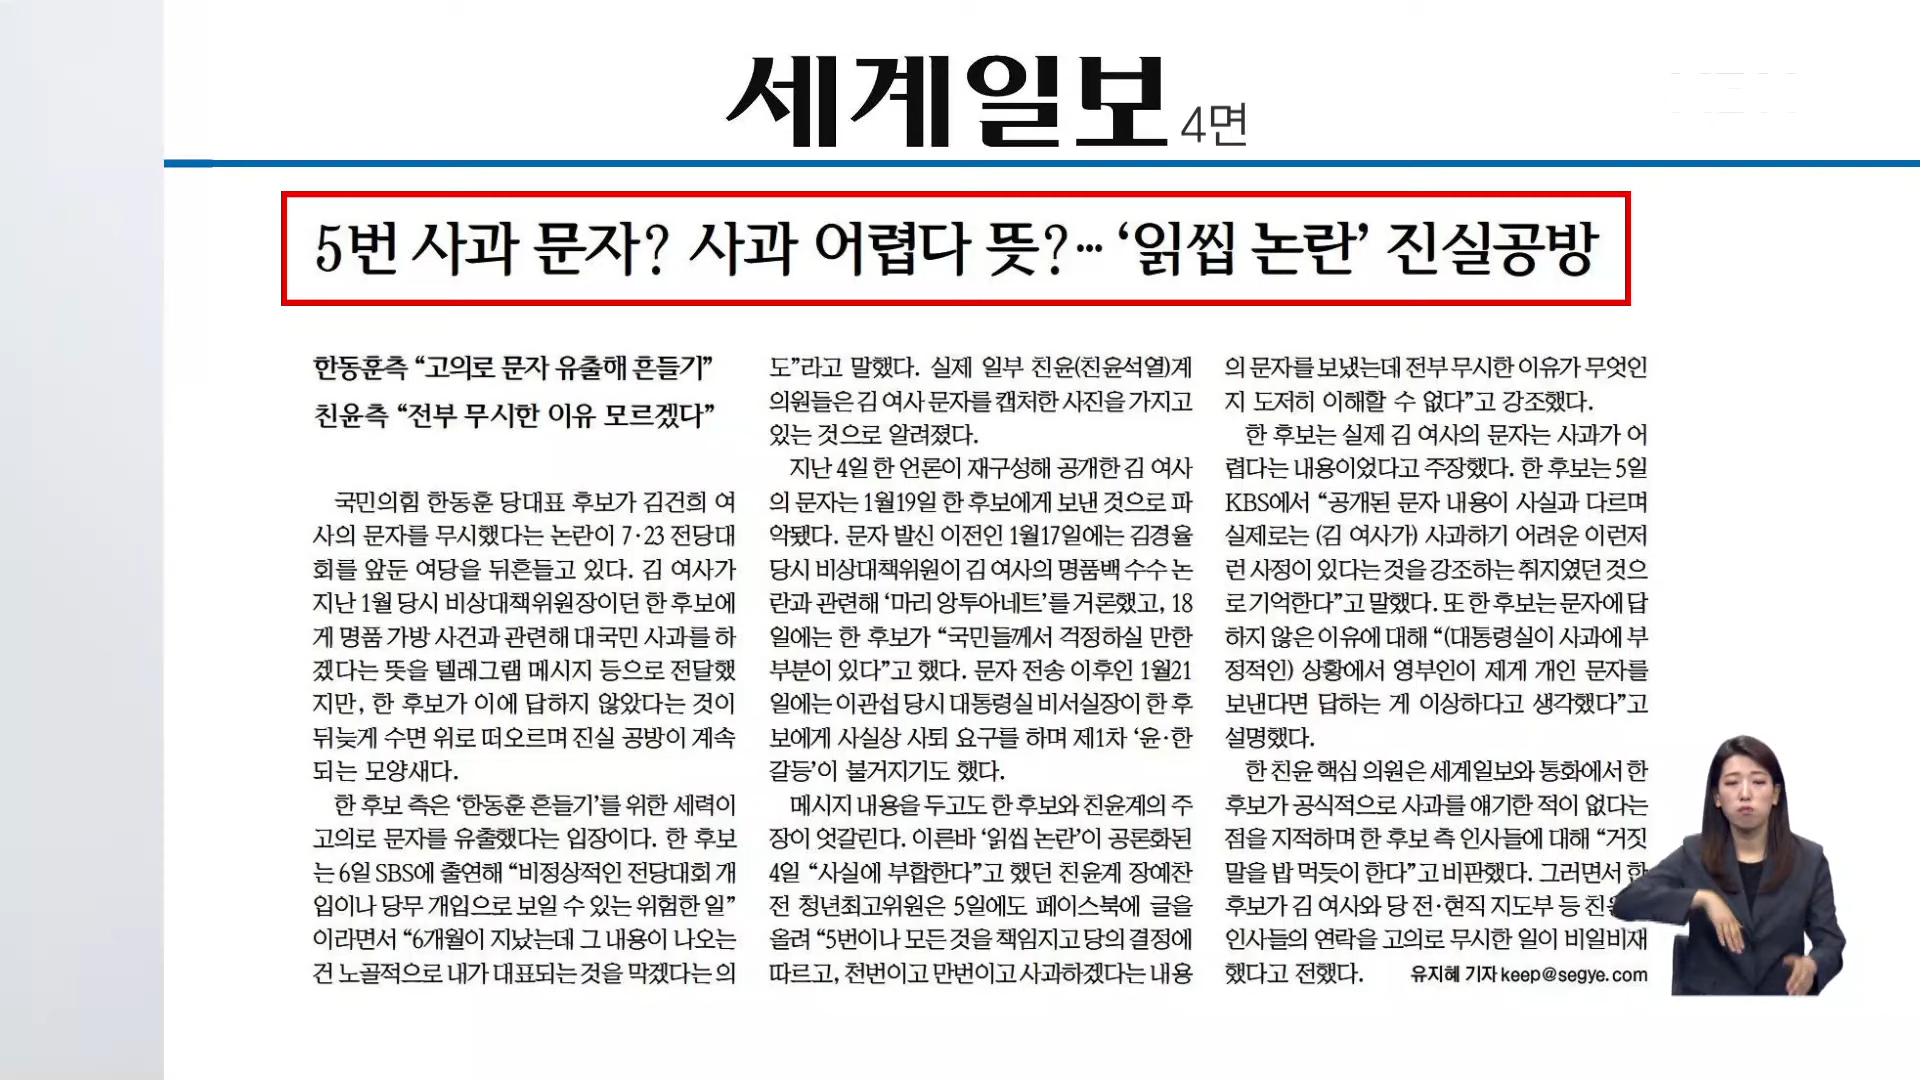 세계일보 4면
5번 사과 문자? 사과 어렵다 뜻?… ‘읽씹 논란’ 진실공방
한동훈측 “고의로 문자 유출해 흔들기”
친윤측 “전부 무시한 이유 모르겠다”
국민의힘 한동훈 당대표 후보가 김건희 여
사의 문자를 무시했다는 논란이 7·23 전당대
회를 앞둔 여당을 뒤흔들고 있다. 김 여사가
지난 1월 당시 비상대책위원장이던 한 후보에
게 명품 가방 사건과 관련해 대국민 사과를 하
겠다는 뜻을 텔레그램 메시지 등으로 전달했
지만, 한 후보가 이에 답하지 않았다는 것이
뒤늦게 수면 위로 떠오르며 진실 공방이 계속
되는 모양새다.
한 후보 측은 ‘한동훈 흔들기’를 위한 세력이
고의로 문자를 유출했다는 입장이다. 한 후보
는 6일 SBS에 출연해 “비정상적인 전당대회 개
입이나 당무 개입으로 보일 수 있는 위험한 일”
이라면서 “6개월이 지났는데 그 내용이 나오는
건 노골적으로 내가 대표되는 것을 막겠다는 의
도”라고 말했다. 실제 일부 친윤(친윤석열)계
의원들은 김 여사 문자를 캡처한 사진을 가지고
있는 것으로 알려졌다.
지난 4일 한 언론이 재구성해 공개한 김 여사
의 문자는 1월19일 한 후보에게 보낸 것으로 파
악됐다. 문자 발신 이전인 1월17일에는 김경율
당시 비상대책위원이 김 여사의 명품백 수수 논
란과 관련해 ‘마리 앙투아네트’를 거론했고, 18
일에는 한 후보가 “국민들께서 걱정하실 만한
부분이 있다”고 했다. 문자 전송 이후인 1월21
일에는 이관섭 당시 대통령실 비서실장이 한 후
보에게 사실상 사퇴 요구를 하며 제1차 ‘윤·한
갈등’이 불거지기도 했다.
메시지 내용을 두고도 한 후보와 친윤계의 주
장이 엇갈린다. 이른바 ‘읽씹 논란’이 공론화된
4일 “사실에 부합한다”고 했던 친윤계 장예찬
전 청년최고위원은 5일에도 페이스북에 글을
올려 “5번이나 모든 것을 책임지고 당의 결정에
따르고, 천번이고 만번이고 사과하겠다는 내용
의 문자를 보냈는데 전부 무시한 이유가 무엇인
지 도저히 이해할 수 없다”고 강조했다.
한 후보는 실제 김 여사의 문자는 사과가 어
렵다는 내용이었다고 주장했다. 한 후보는 5일
KBS에서 “공개된 문자 내용이 사실과 다르며
실제로는 (김 여사가) 사과하기 어려운 이런저
런 사정이 있다는 것을 강조하는 취지였던 것으
로 기억한다”고 말했다. 또 한 후보는 문자에 답
하지 않은 이유에 대해 “(대통령실이 사과에 부
정적인) 상황에서 영부인이 제게 개인 문자를
보낸다면 답하는 게 이상하다고 생각했다”고
설명했다.
한 친윤 핵심 의원은 세계일보와 통화에서 한
후보가 공식적으로 사과를 얘기한 적이 없다는
점을 지적하며 한 후보 측 인사들에 대해 “거짓
말을 밥 먹듯이 한다”고 비판했다. 그러면서 한
후보가 김 여사와 당 전·현직 지도부 등
인사들의 연락을 고의로 무시한 일이 비일비재
했다고 전했다. 유지혜 기자 keep@segye.com